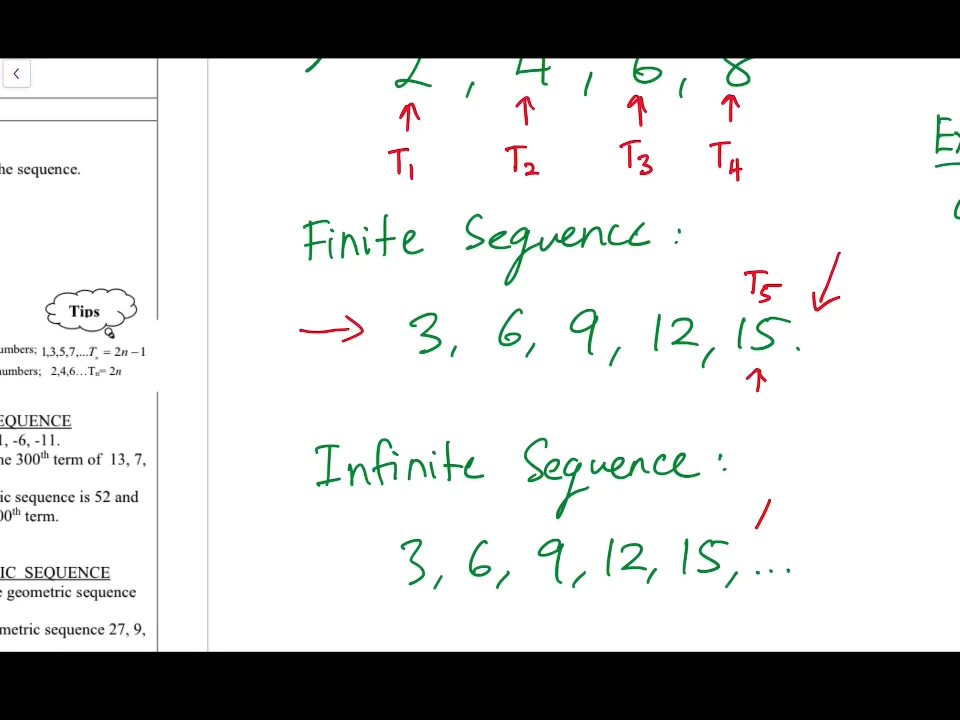 he sequence.
Tips
umbers; 1,3,5,7,...Tₙ = 2n − 1
umbers; 2,4,6…Tₙ= 2n
EQUENCE
1, -6, -11.
he 300th term of 13, 7,
ic sequence is 52 and
00th term.
IC SEQUENCE
e geometric sequence
metric sequence 27, 9,
2, 4, 6, 8
T1 T2 T3 T4
Finite Sequence:
T5
3, 6, 9, 12, 15.
Infinite Sequence:
3, 6, 9, 12, 15, ...